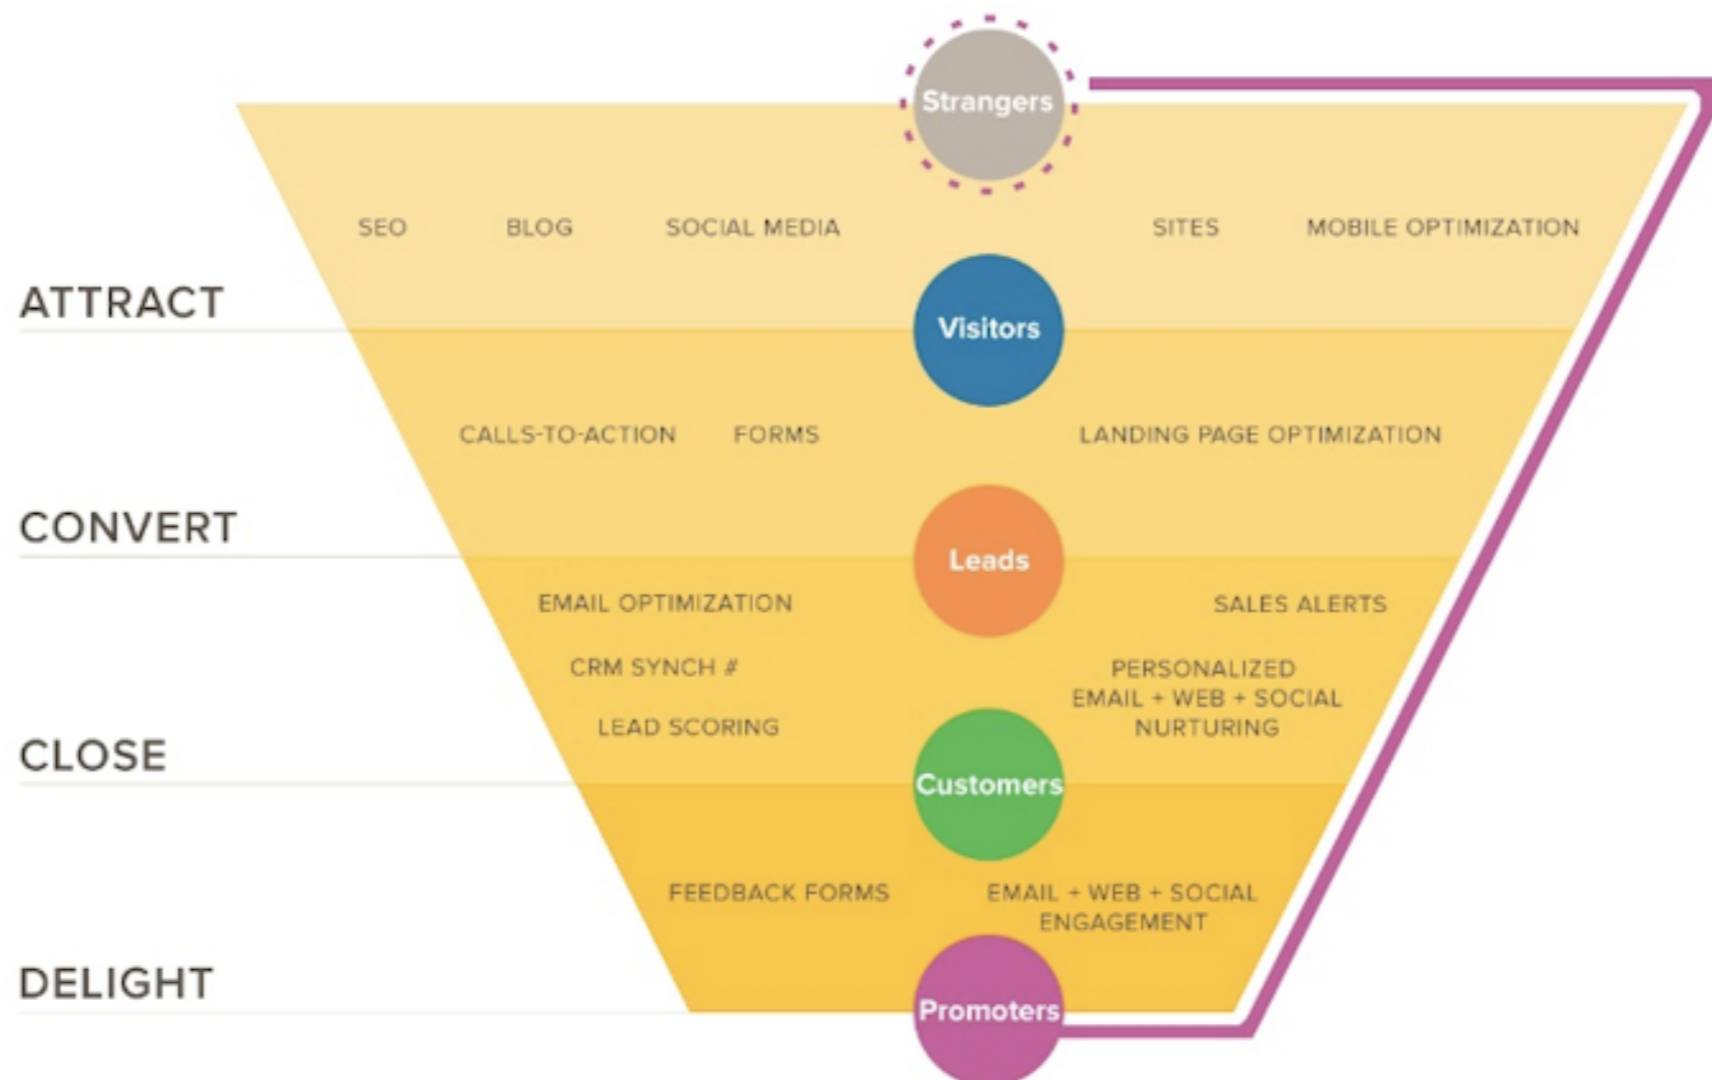 Strangers
SEO BLOG SOCIAL MEDIA SITES MOBILE OPTIMIZATION
ATTRACT
Visitors
CALLS-TO-ACTION FORMS LANDING PAGE OPTIMIZATION
CONVERT
Leads
EMAIL OPTIMIZATION SALES ALERTS
CRM SYNCH #
PERSONALIZED
EMAIL + WEB + SOCIAL
NURTURING
LEAD SCORING
CLOSE
Customers
FEEDBACK FORMS
EMAIL + WEB + SOCIAL
ENGAGEMENT
DELIGHT
Promoters